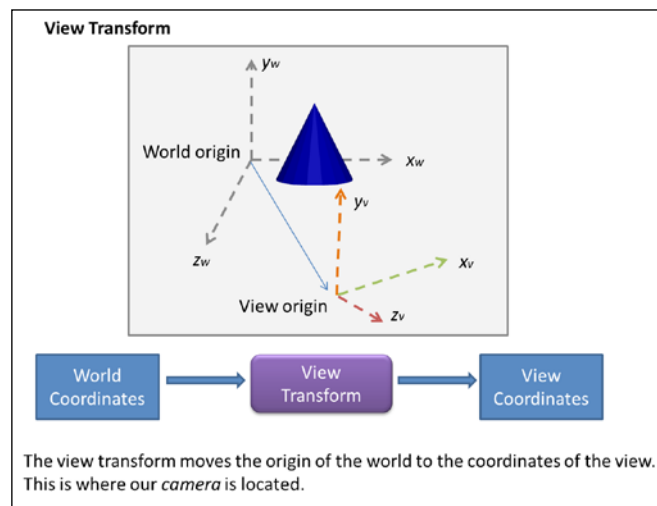 View Transform
yw
World origin
xw
yv
zw
xv
View origin
zv
World
Coordinates
View
Transform
View
Coordinates
The view transform moves the origin of the world to the coordinates of the view.
This is where our camera is located.